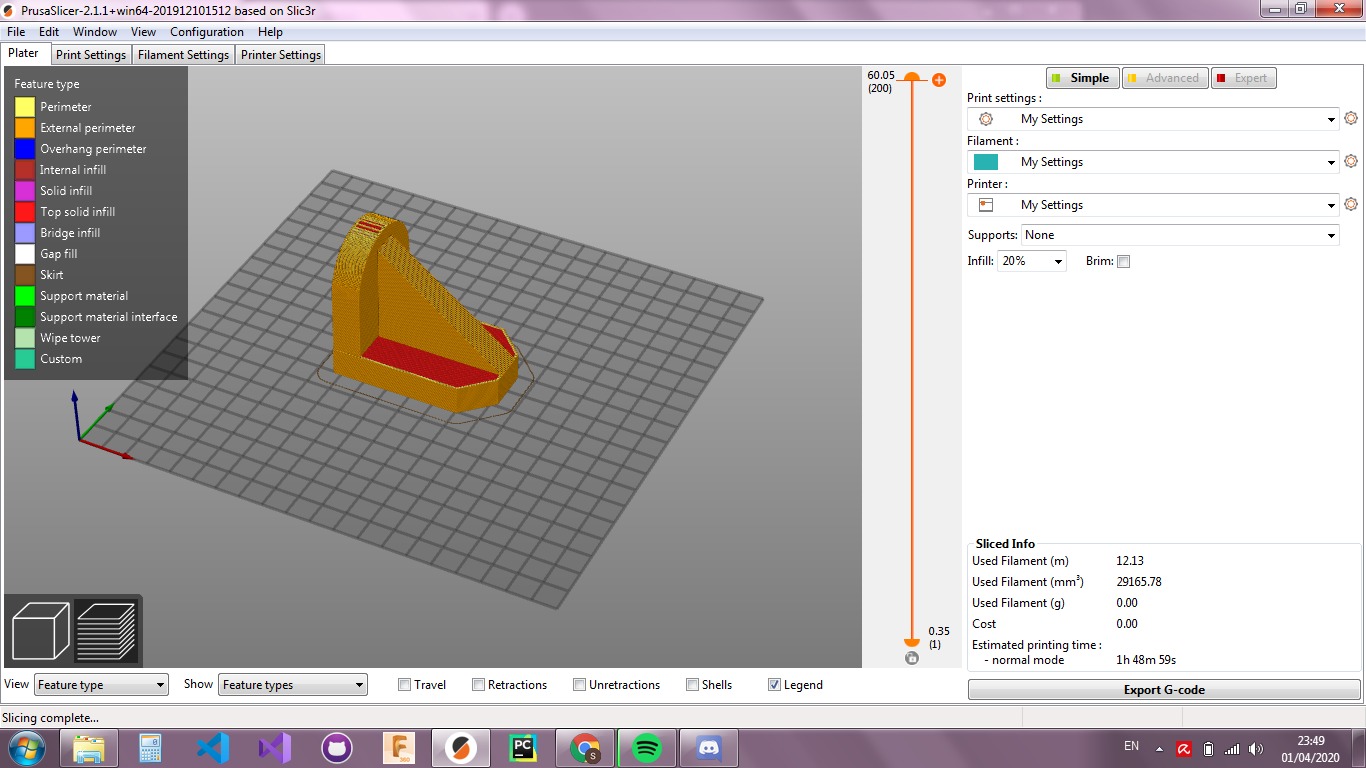 PrusaSlicer-2.1.1+win64-201912101512 based on Slic3r
File Edit Window View Configuration Help
Plater Print Settings Filament Settings Printer Settings
Feature type
Perimeter
External perimeter
Overhang perimeter
Internal infill
Solid infill
Top solid infill
Bridge infill
Gap fill
Skirt
Support material
Support material interface
Wipe tower
Custom
60.05
(200)
0.35
(1)
Simple Advanced Expert
Print settings :
My Settings
Filament :
My Settings
Printer :
My Settings
Supports: None
Infill: 20% Brim:
Sliced Info
Used Filament (m) 12.13
Used Filament (mm³) 29165.78
Used Filament (g) 0.00
Cost 0.00
Estimated printing time :
- normal mode 1h 48m 59s
View Feature type Show Feature types Travel Retractions Unretractions Shells Legend
Export G-code
Slicing complete...
F
360
PC
S
EN
23:49
01/04/2020